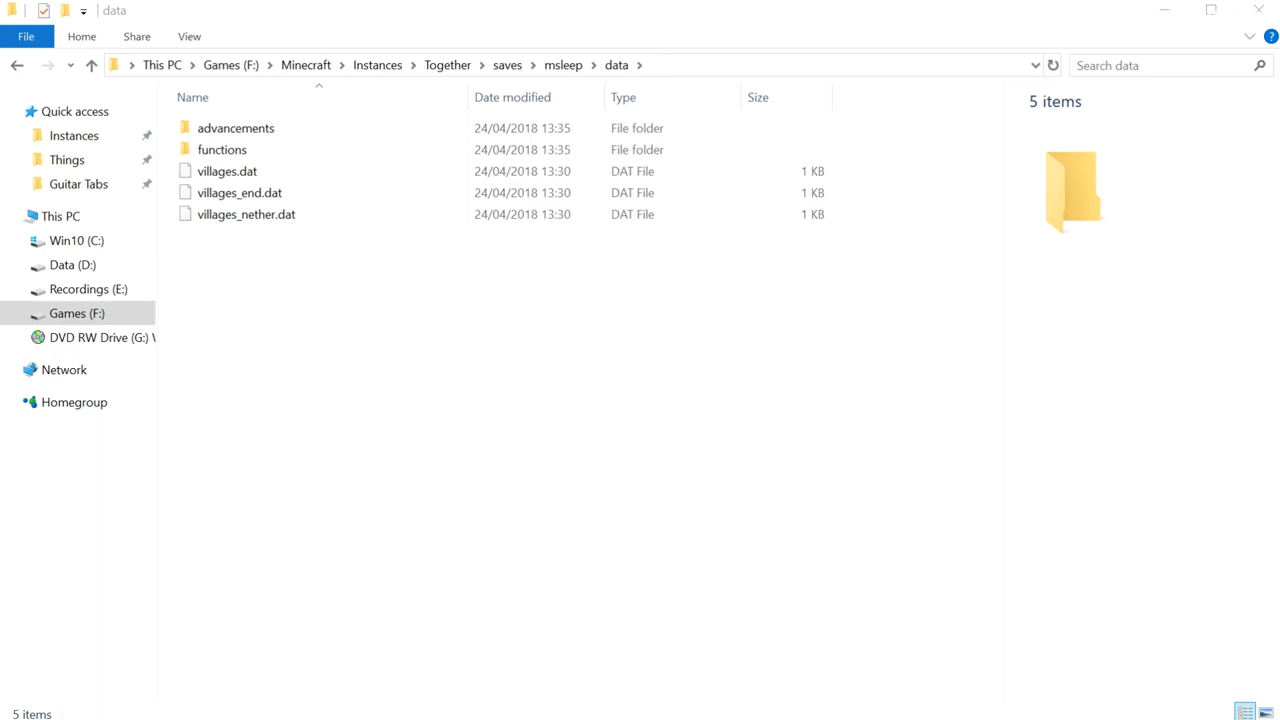 data
File Home Share View
This PC Games (F:) Minecraft Instances Together saves msleep data Search data
Name Date modified Type Size
5 items
advancements 24/04/2018 13:35 File folder
functions 24/04/2018 13:35 File folder
villages.dat 24/04/2018 13:30 DAT File 1 KB
villages_end.dat 24/04/2018 13:30 DAT File 1 KB
villages_nether.dat 24/04/2018 13:30 DAT File 1 KB
Quick access
Instances
Things
Guitar Tabs
This PC
Win10 (C:)
Data (D:)
Recordings (E:)
Games (F:)
DVD RW Drive (G:) V
Network
Homegroup
5 items